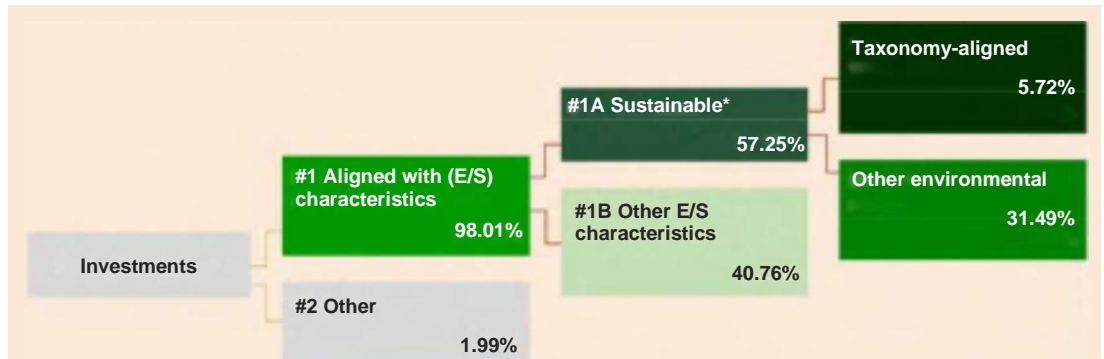 Investments
#1 Aligned with (E/S)
characteristics
98.01%
#2 Other
1.99%
#1A Sustainable*
57.25%
#1B Other E/S
characteristics
40.76%
Taxonomy-aligned
5.72%
Other environmental
31.49%